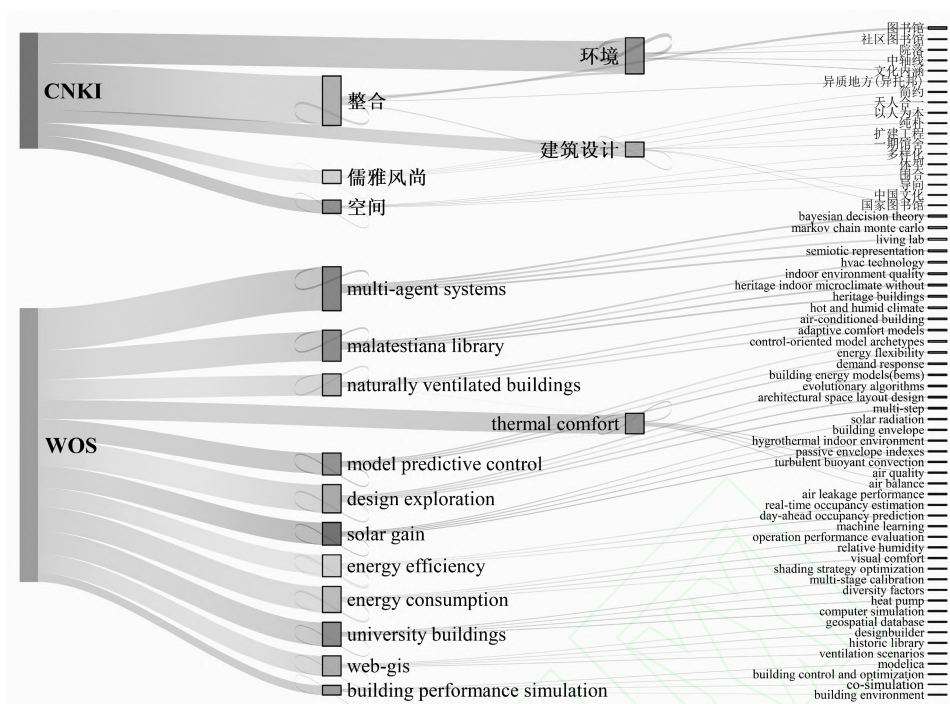 CNKI
环境
整合
建筑设计
儒雅风尚
空间
图书馆
社区图书馆
院落
中轴线
文化内涵
异质地方(异托邦)
简约
天人合一
以人为本
纯朴
扩建工程
一期馆舍
多样化
围合
导向
中国文化
国家图书馆
WOS
multi-agent systems
malatestiana library
naturally ventilated buildings
thermal comfort
model predictive control
design exploration
solar gain
energy efficiency
energy consumption
university buildings
web-gis
building performance simulation
bayesian decision theory
markov chain monte carlo
living lab
semiotic representation
hvac technology
indoor environment quality
heritage indoor microclimate without
heritage buildings
hot and humid climate
air-conditioned building
adaptive comfort models
control-oriented model archetypes
energy flexibility
demand response
building energy models(bems)
evolutionary algorithms
architectural space layout design
multi-step
solar radiation
building envelope
hygrothermal indoor environment
passive envelope indexes
turbulent buoyant convection
air quality
air balance
air leakage performance
real-time occupancy estimation
day-ahead occupancy prediction
machine learning
operation performance evaluation
relative humidity
visual comfort
shading strategy optimization
multi-stage calibration
diversity factors
heat pump
computer simulation
geospatial database
designbuilder
historic library
ventilation scenarios
modelica
building control and optimization
co-simulation
building environment